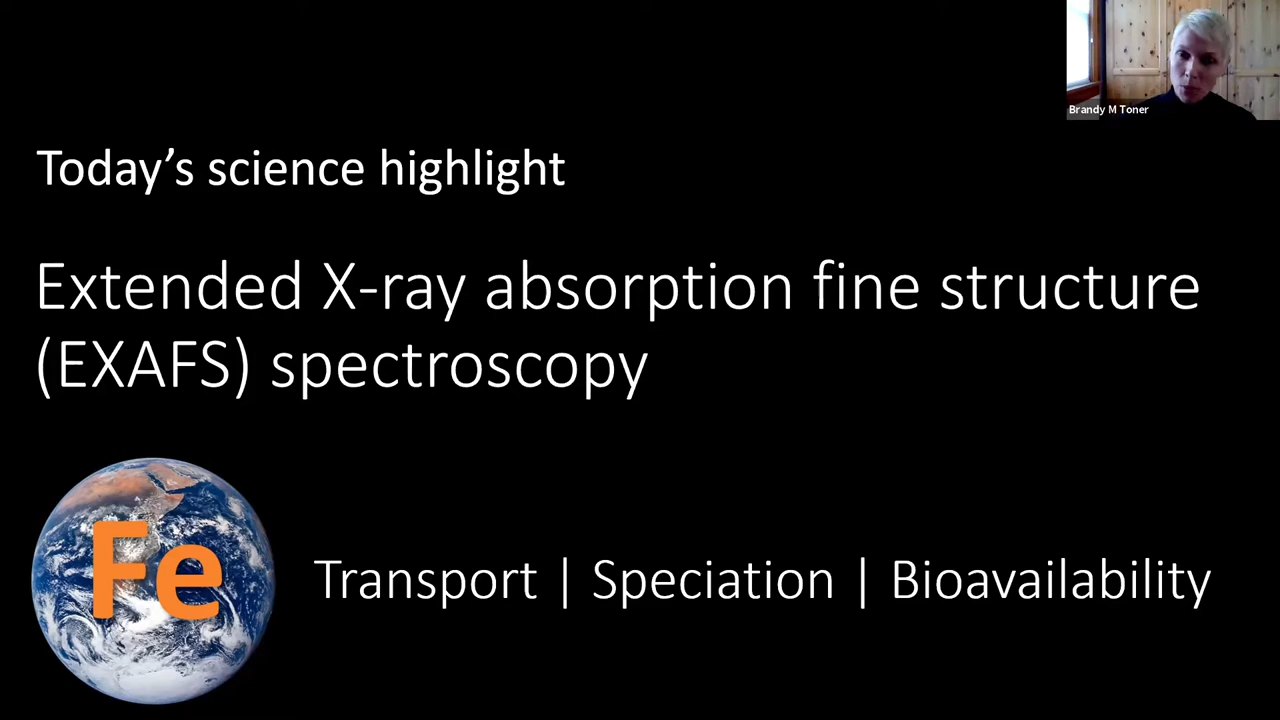 Brandy M Toner
Today's science highlight
Extended X-ray absorption fine structure
(EXAFS) spectroscopy
Fe
Transport | Speciation | Bioavailability